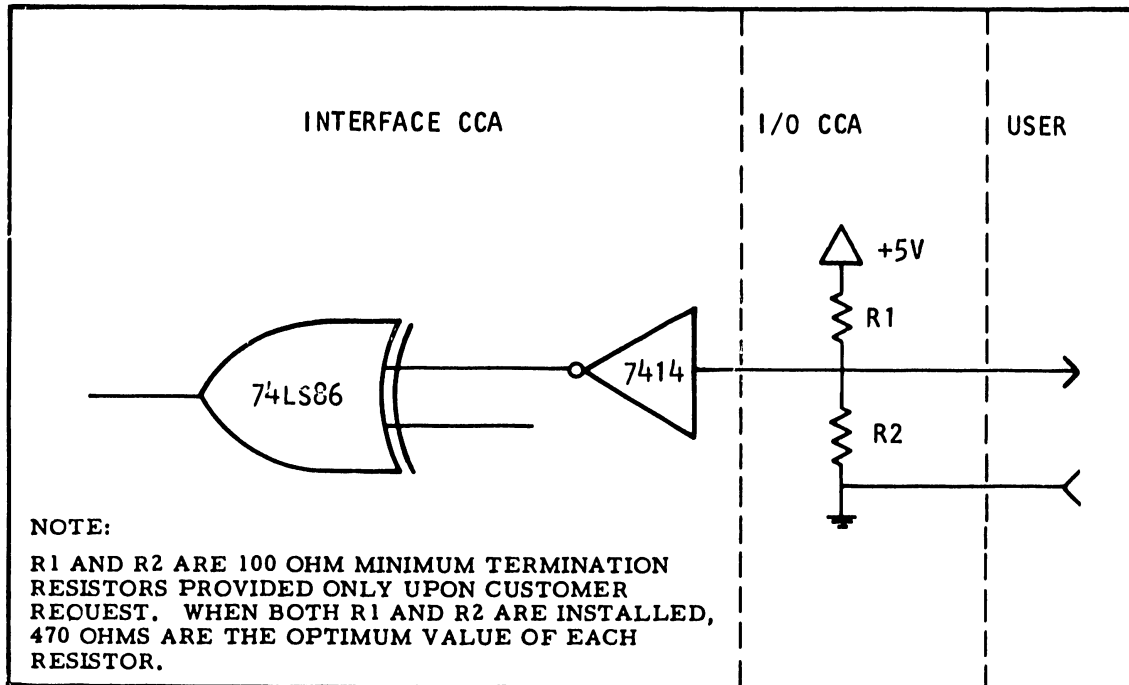 INTERFACE CCA
I/O CCA
USER
+5V
R1
7414
74LS86
R2
NOTE:
R1 AND R2 ARE 100 OHM MINIMUM TERMINATION
RESISTORS PROVIDED ONLY UPON CUSTOMER
REQUEST. WHEN BOTH R1 AND R2 ARE INSTALLED,
470 OHMS ARE THE OPTIMUM VALUE OF EACH
RESISTOR.